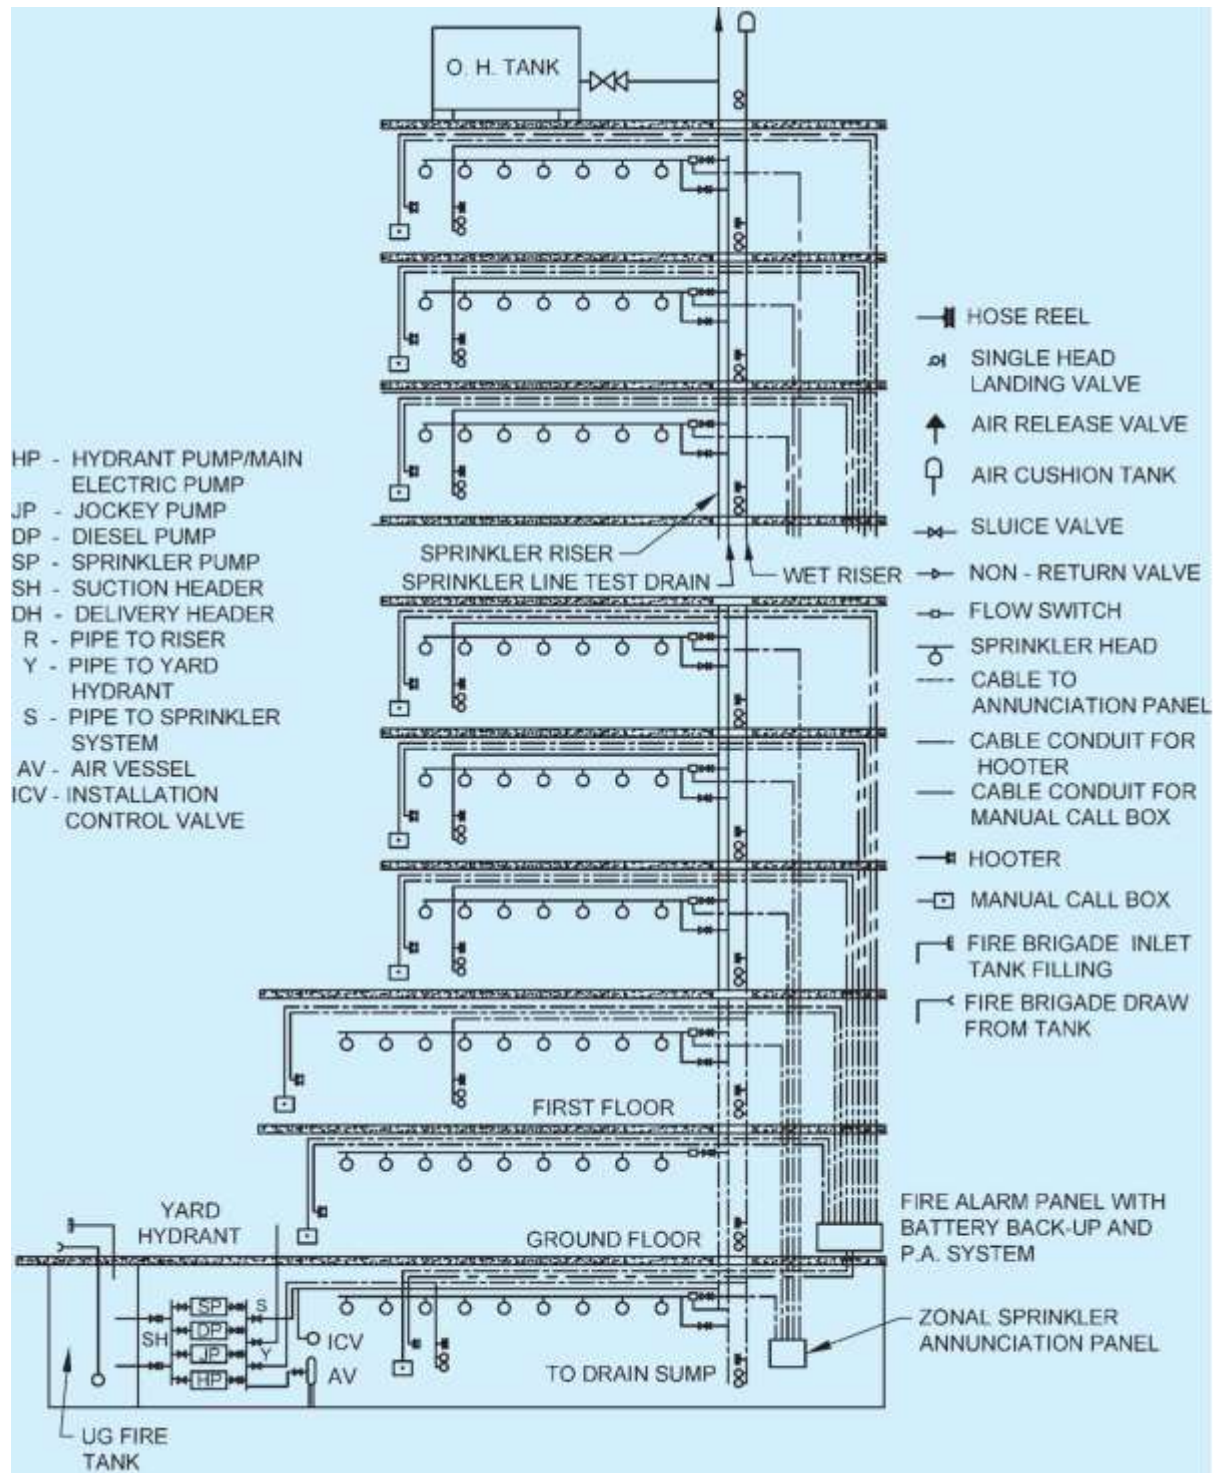 O. H. TANK
HP - HYDRANT PUMP/MAIN
ELECTRIC PUMP
JP - JOCKEY PUMP
DP - DIESEL PUMP
SP - SPRINKLER PUMP
SH - SUCTION HEADER
DH - DELIVERY HEADER
R - PIPE TO RISER
Y - PIPE TO YARD
HYDRANT
S - PIPE TO SPRINKLER
SYSTEM
AV - AIR VESSEL
ICV - INSTALLATION
CONTROL VALVE
SPRINKLER RISER
SPRINKLER LINE TEST DRAIN
WET RISER
HOSE REEL
SINGLE HEAD
LANDING VALVE
AIR RELEASE VALVE
AIR CUSHION TANK
SLUICE VALVE
NON - RETURN VALVE
FLOW SWITCH
SPRINKLER HEAD
CABLE TO
ANNUNCIATION PANEL
CABLE CONDUIT FOR
HOOTER
CABLE CONDUIT FOR
MANUAL CALL BOX
HOOTER
MANUAL CALL BOX
FIRE BRIGADE INLET
TANK FILLING
FIRE BRIGADE DRAW
FROM TANK
FIRST FLOOR
GROUND FLOOR
YARD
HYDRANT
FIRE ALARM PANEL WITH
BATTERY BACK-UP AND
P.A. SYSTEM
SP
S
DP
SH
JP
Y
HP
ICV
AV
TO DRAIN SUMP
ZONAL SPRINKLER
ANNUNCIATION PANEL
UG FIRE
TANK